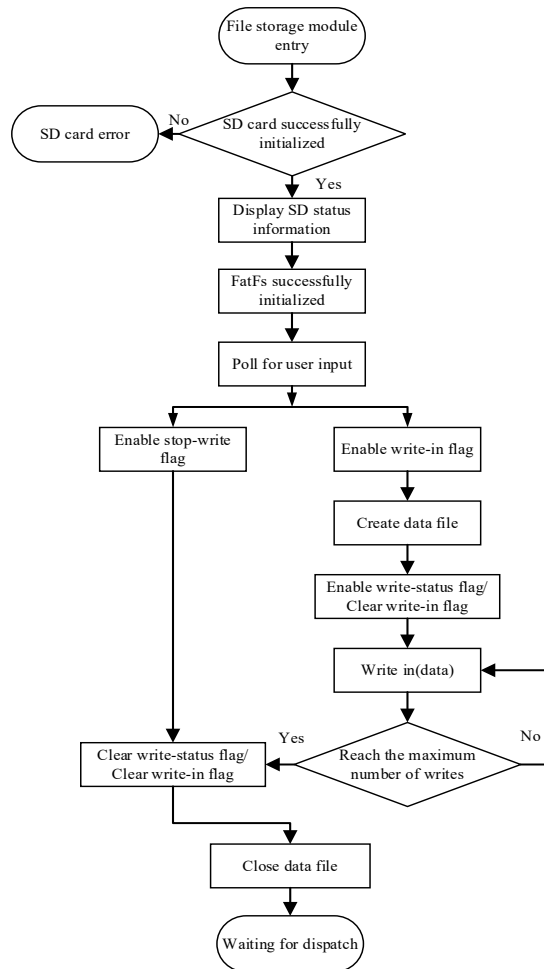 File storage module
entry
No
SD card error
SD card successfully
initialized
Yes
Display SD status
information
FatFs successfully
initialized
Poll for user input
Enable stop-write
flag
Enable write-in flag
Create data file
Enable write-status flag/
Clear write-in flag
Write in(data)
Clear write-status flag/
Clear write-in flag
Yes
Reach the maximum
number of writes
No
Close data file
Waiting for dispatch